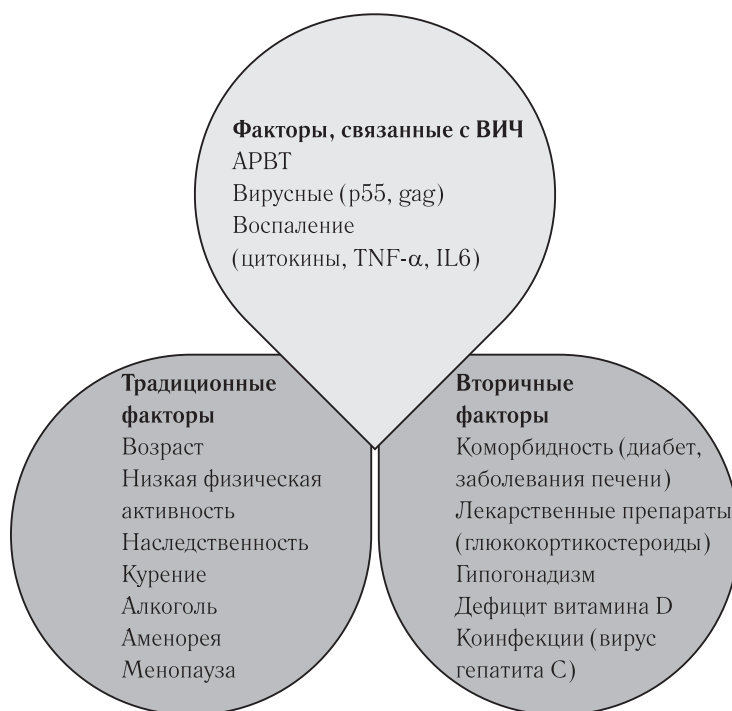 Факторы, связанные с ВИЧ
АРВТ
Вирусные (p55, gag)
Воспаление
(цитокины, TNF-α, IL6)
Традиционные
факторы
Возраст
Низкая физическая
активность
Наследственность
Курение
Алкоголь
Аменорея
Менопауза
Вторичные
факторы
Коморбидность (диабет,
заболевания печени)
Лекарственные препараты
(глюкокортикостероиды)
Гипогонадизм
Дефицит витамина D
Коинфекции (вирус
гепатита С)